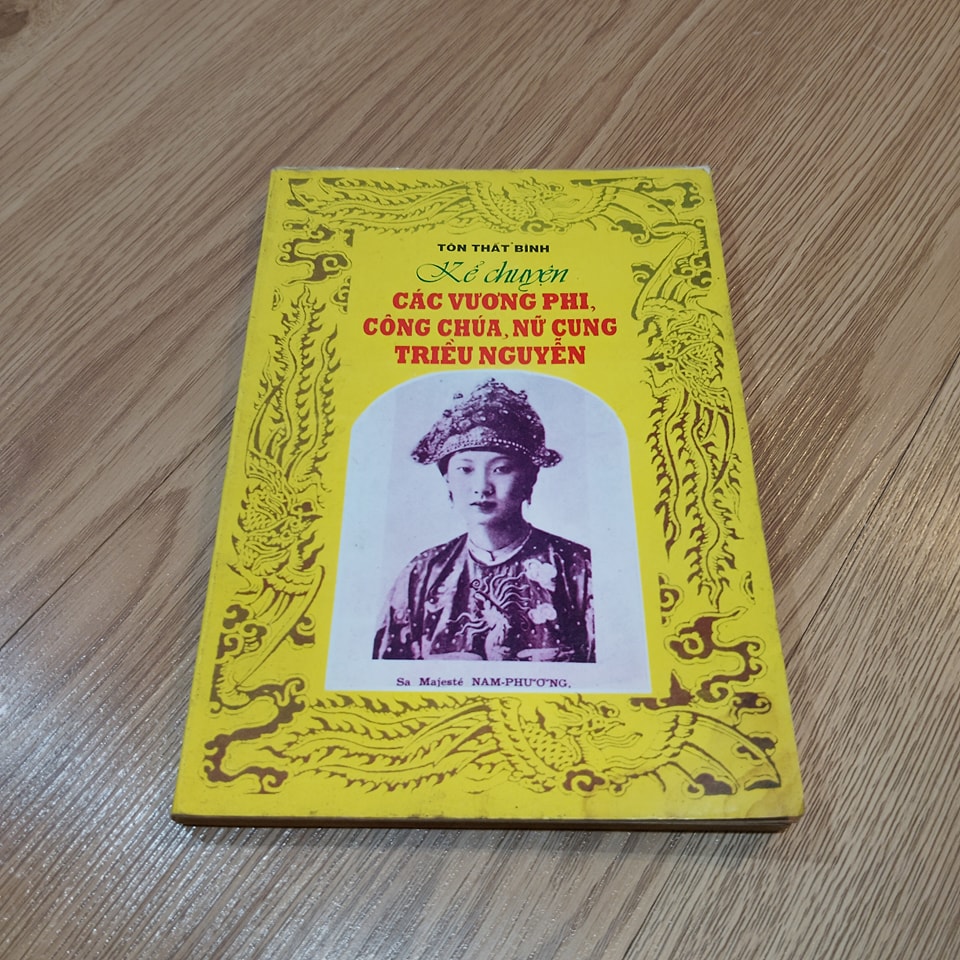 TÔN THẤT BÌNH
Kể chuyện
CÁC VƯƠNG PHI,
CÔNG CHÚA, NỮ CUNG
TRIỀU NGUYỄN
Sa Majesté NAM-PHƯƠNG,